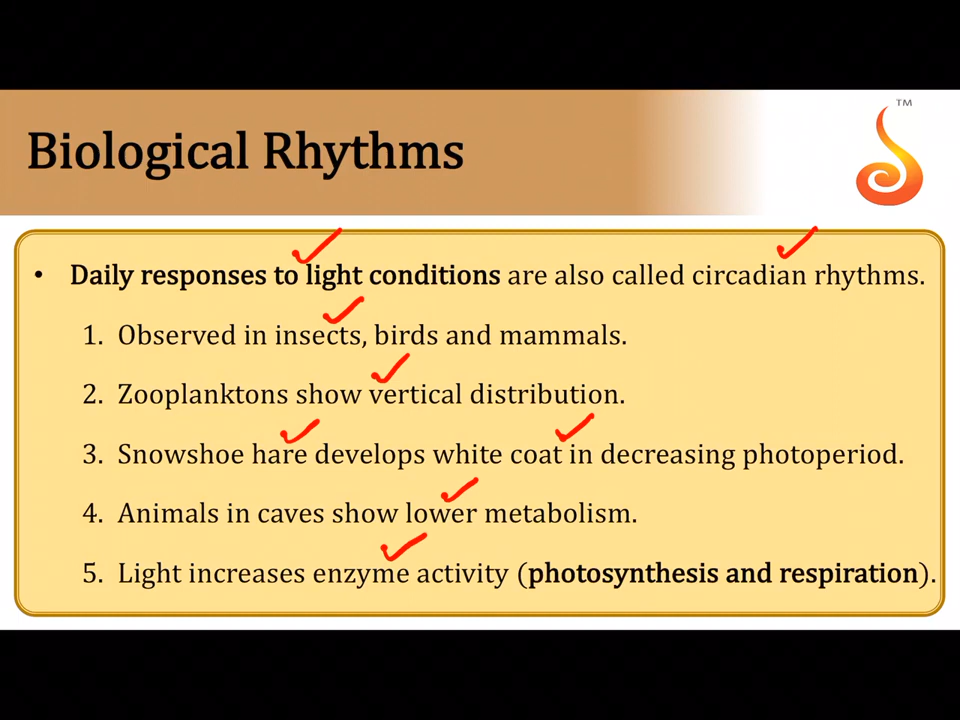 TM
Biological Rhythms
• Daily responses to light conditions are also called circadian rhythms.
1. Observed in insects, birds and mammals.
2. Zooplanktons show vertical distribution.
3. Snowshoe hare develops white coat in decreasing photoperiod.
4. Animals in caves show lower metabolism.
5. Light increases enzyme activity (photosynthesis and respiration).